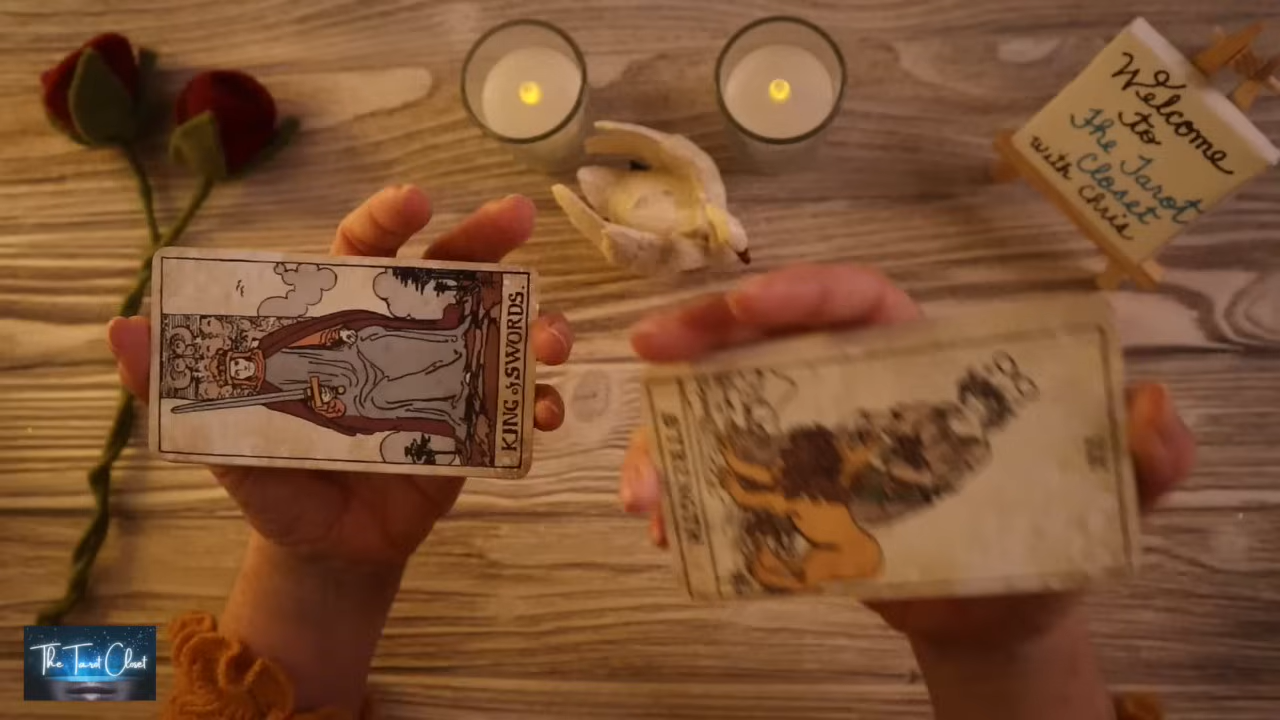 Welcome
to
The Tarot
Closet
with Chris
KING of SWORDS.
The Tarot Closet